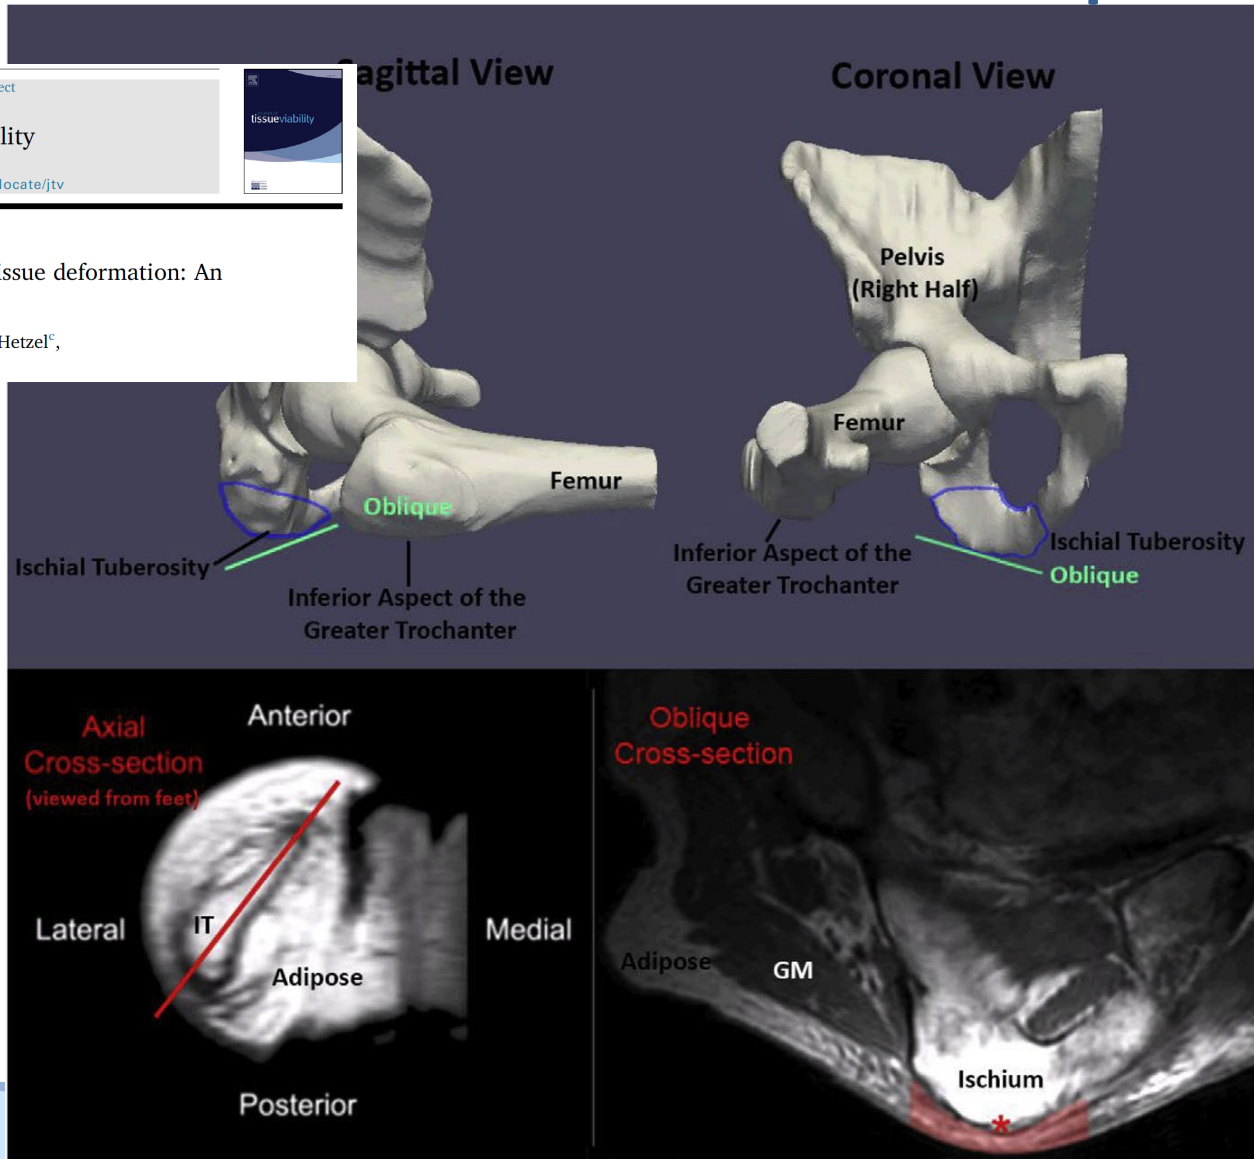 Sagittal View
Coronal View
ect
lity
locate/jtv
tissueviability
issue deformation: An
Hetzelᶜ,
Pelvis
(Right Half)
Femur
Femur
Oblique
Ischial Tuberosity
Inferior Aspect of the
Greater Trochanter
Inferior Aspect of the
Greater Trochanter
Ischial Tuberosity
Oblique
Axial
Cross-section
(viewed from feet)
Anterior
Lateral
IT
Adipose
Medial
Posterior
Oblique
Cross-section
Adipose
GM
Ischium
*